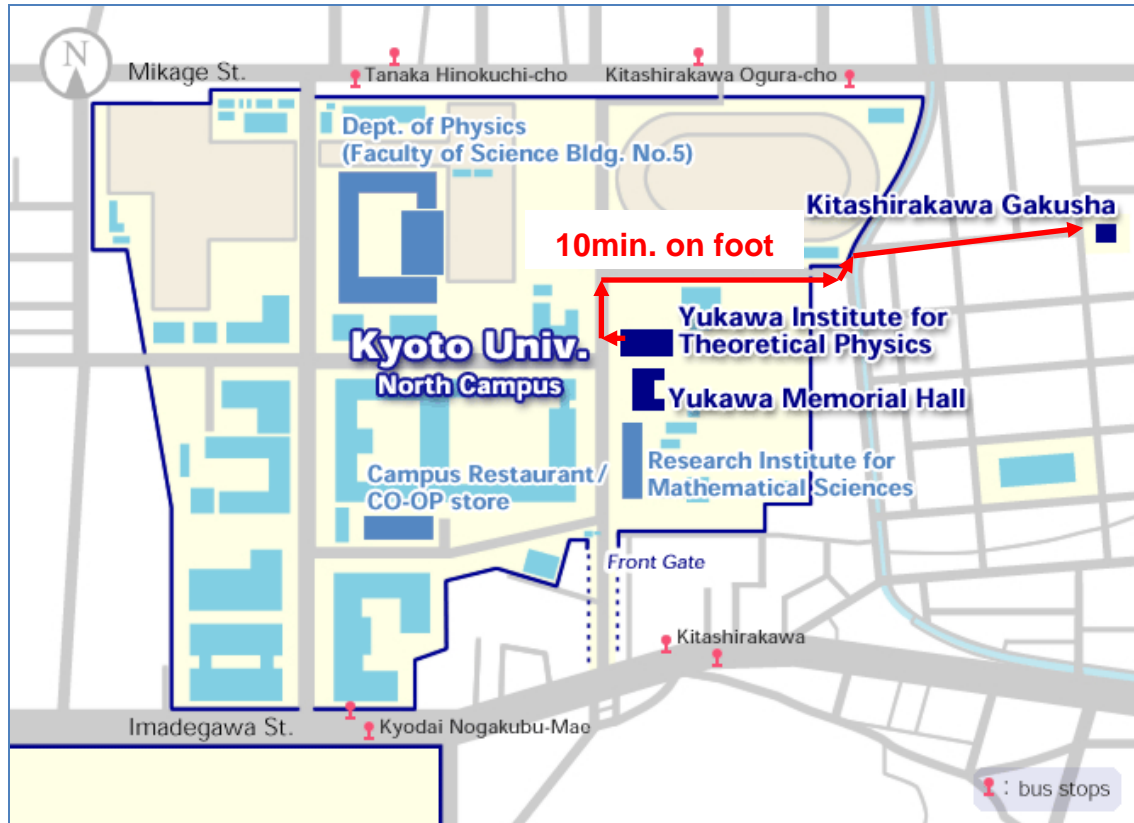 N
Mikage St.
Tanaka Hinokuchi-cho
Kitashirakawa Ogura-cho
Dept. of Physics
(Faculty of Science Bldg. No.5)
Kitashirakawa Gakusha
10min. on foot
Yukawa Institute for
Theoretical Physics
Kyoto Univ.
North Campus
Yukawa Memorial Hall
Campus Restaurant/
CO-OP store
Research Institute for
Mathematical Sciences
Front Gate
Kitashirakawa
Imadegawa St.
Kyodai Nogakubu-Mae
: bus stops